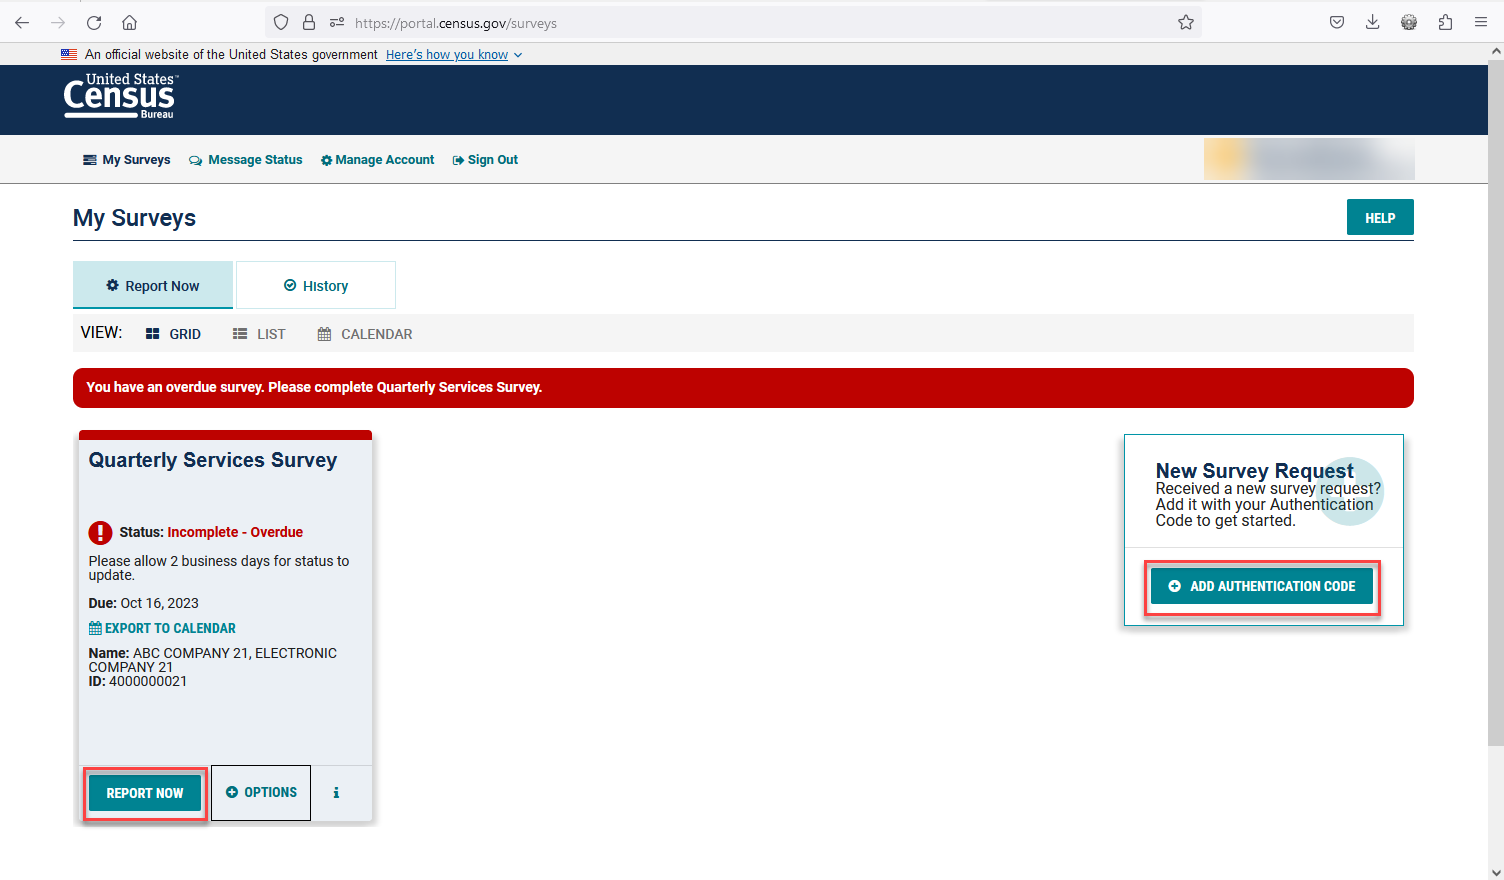 https://portal.census.gov/surveys
An official website of the United States government Here's how you know
United States™
Census
Bureau
My Surveys Message Status Manage Account Sign Out
My Surveys
HELP
Report Now History
VIEW: GRID LIST CALENDAR
You have an overdue survey. Please complete Quarterly Services Survey.
Quarterly Services Survey
Status: Incomplete - Overdue
Please allow 2 business days for status to
update.
Due: Oct 16, 2023
EXPORT TO CALENDAR
Name: ABC COMPANY 21, ELECTRONIC
COMPANY 21
ID: 4000000021
REPORT NOW OPTIONS
New Survey Request
Received a new survey request?
Add it with your Authentication
Code to get started.
ADD AUTHENTICATION CODE